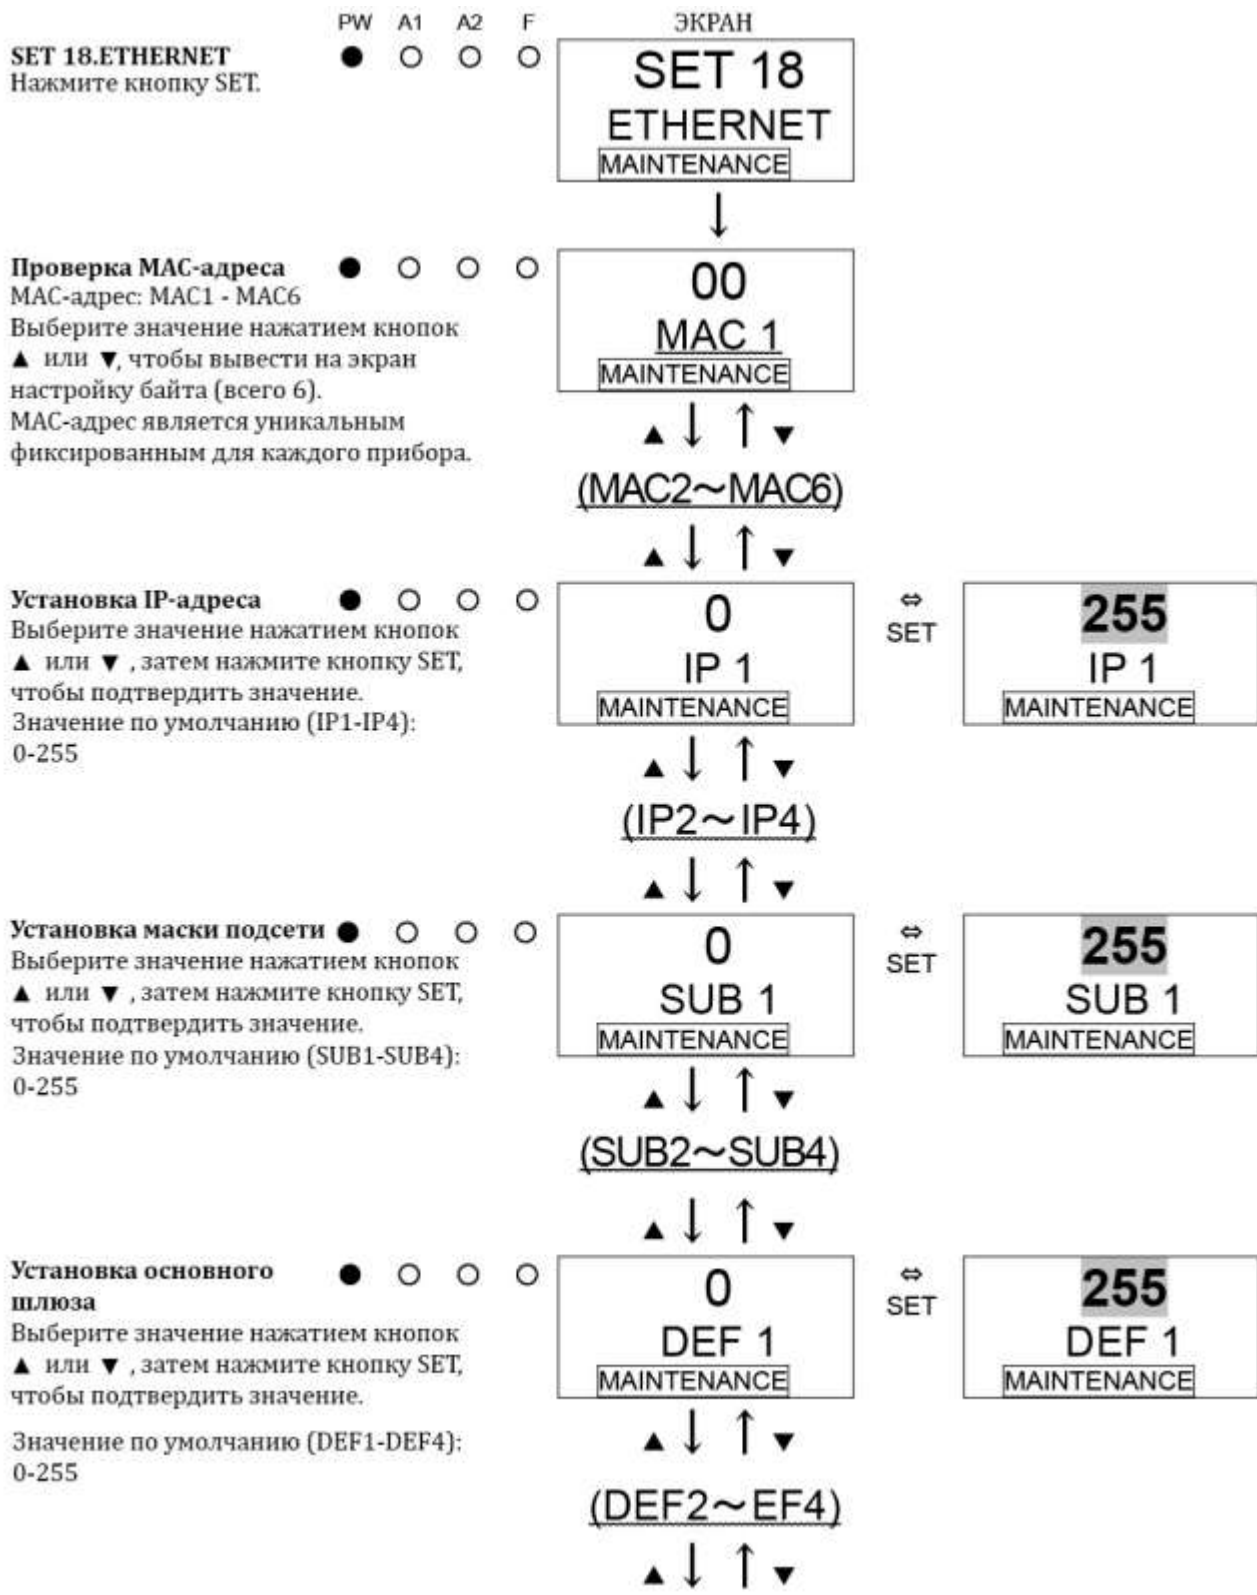 PW A1 A2 F ЭКРАН
SET 18.ETHERNET
Нажмите кнопку SET.
SET 18
ETHERNET
MAINTENANCE
↓
Проверка MAC-адреса
MAC-адрес: MAC1 - MAC6
Выберите значение нажатием кнопок
▲ или ▼, чтобы вывести на экран
настройку байта (всего 6).
MAC-адрес является уникальным
фиксированным для каждого прибора.
00
MAC 1
MAINTENANCE
▲ ↓ ↑ ▼
(MAC2～MAC6)
▲ ↓ ↑ ▼
Установка IP-адреса
Выберите значение нажатием кнопок
▲ или ▼ , затем нажмите кнопку SET,
чтобы подтвердить значение.
Значение по умолчанию (IP1-IP4):
0-255
0
IP 1
MAINTENANCE
⇔
SET
255
IP 1
MAINTENANCE
▲ ↓ ↑ ▼
(IP2～IP4)
▲ ↓ ↑ ▼
Установка маски подсети
Выберите значение нажатием кнопок
▲ или ▼ , затем нажмите кнопку SET,
чтобы подтвердить значение.
Значение по умолчанию (SUB1-SUB4):
0-255
0
SUB 1
MAINTENANCE
⇔
SET
255
SUB 1
MAINTENANCE
▲ ↓ ↑ ▼
(SUB2～SUB4)
▲ ↓ ↑ ▼
Установка основного
шлюза
Выберите значение нажатием кнопок
▲ или ▼ , затем нажмите кнопку SET,
чтобы подтвердить значение.
Значение по умолчанию (DEF1-DEF4):
0-255
0
DEF 1
MAINTENANCE
⇔
SET
255
DEF 1
MAINTENANCE
▲ ↓ ↑ ▼
(DEF2～EF4)
▲ ↓ ↑ ▼